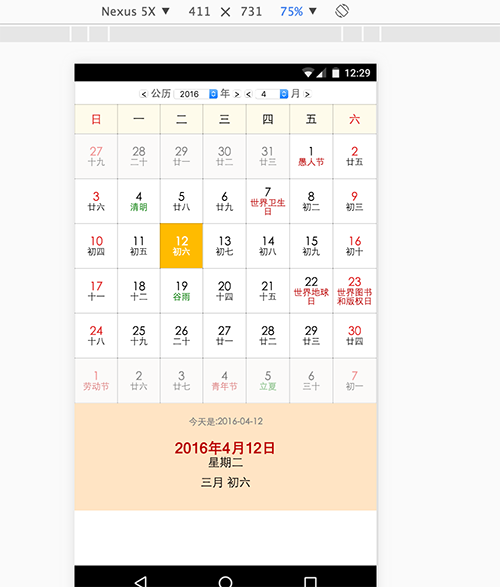 Nexus 5X ▼ 411 × 731 75% ▼
12:29
< 公历 2016 年 > < 4 月 >
日 一 二 三 四 五 六
27 28 29 30 31 1 2
十九 二十 廿一 廿二 廿三 愚人节 廿五
3 4 5 6 7 8 9
廿六 清明 廿八 廿九 世界卫生日 初二 初三
10 11 12 13 14 15 16
初四 初五 初六 初七 初八 初九 初十
17 18 19 20 21 22 23
十一 十二 谷雨 十四 十五 世界地球日 世界图书和版权日
24 25 26 27 28 29 30
十八 十九 二十 廿一 廿二 廿三 廿四
1 2 3 4 5 6 7
劳动节 廿六 廿七 青年节 立夏 三十 初一
今天是:2016-04-12
2016年4月12日
星期二
三月 初六